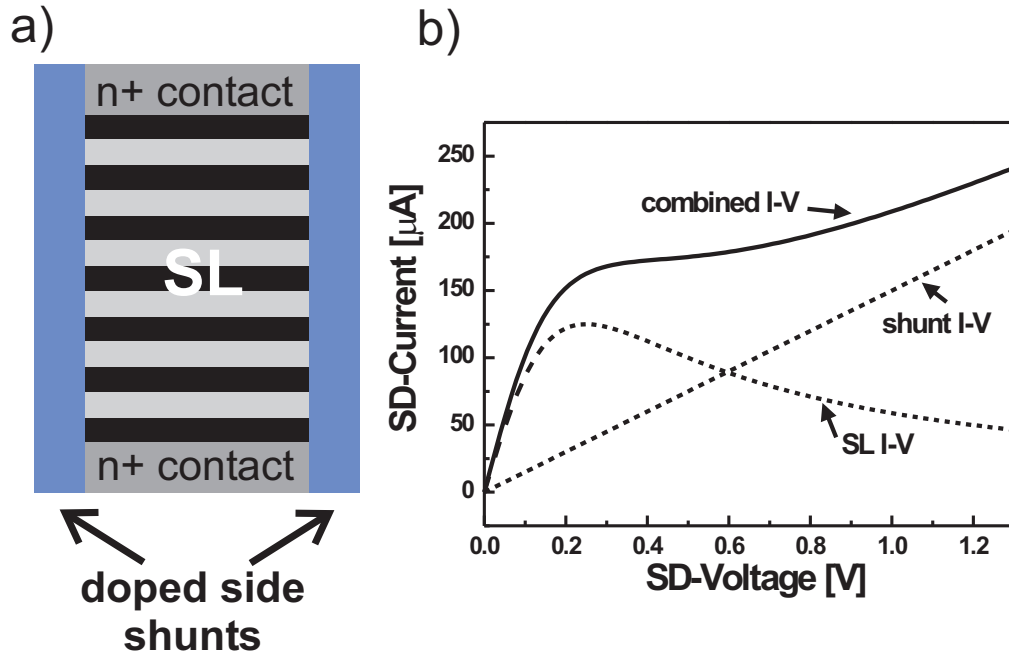 a)
n+ contact
SL
n+ contact
doped side
shunts
b)
SD-Current [µA]
250
200
150
100
50
0
combined I-V
shunt I-V
SL I-V
0.0 0.2 0.4 0.6 0.8 1.0 1.2
SD-Voltage [V]